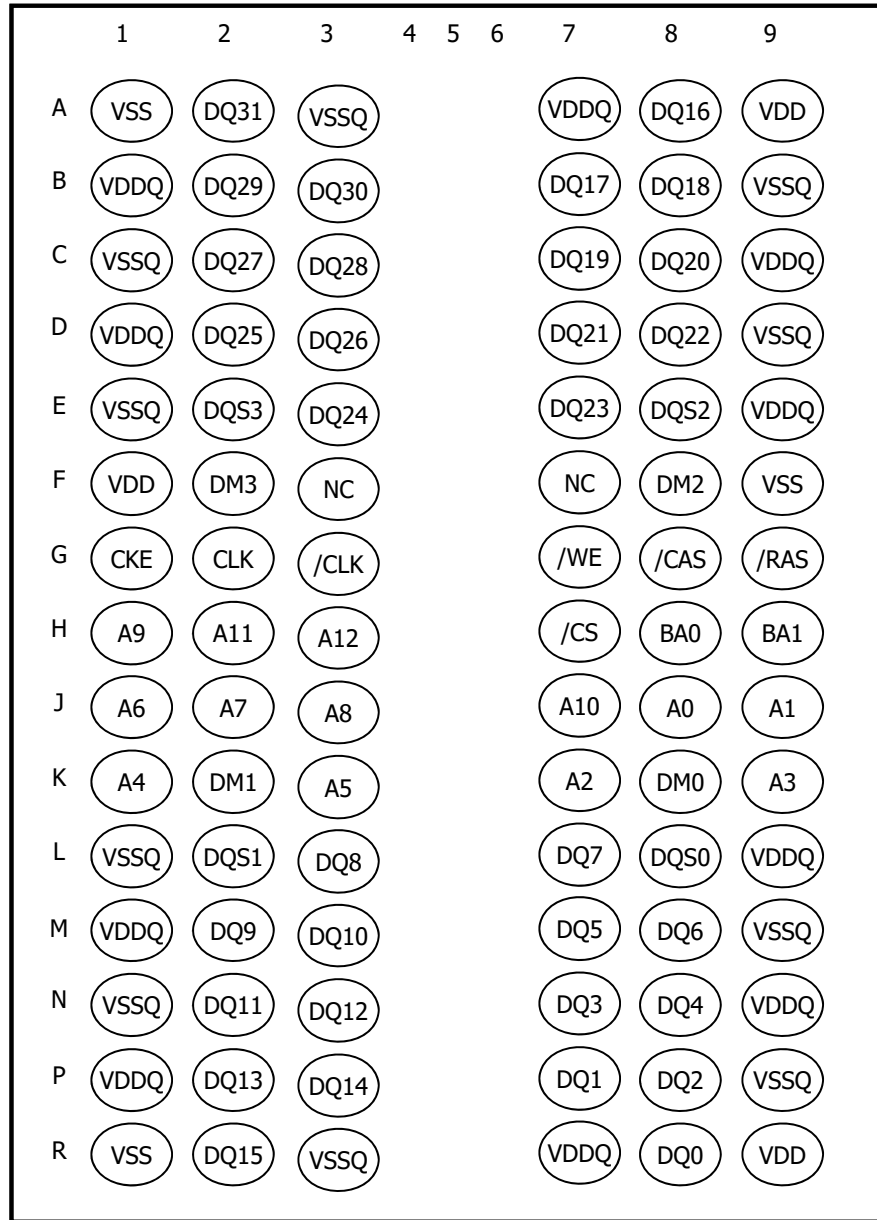 1 2 3 4 5 6 7 8 9
A VSS DQ31 VSSQ VDDQ DQ16 VDD
B VDDQ DQ29 DQ30 DQ17 DQ18 VSSQ
C VSSQ DQ27 DQ28 DQ19 DQ20 VDDQ
D VDDQ DQ25 DQ26 DQ21 DQ22 VSSQ
E VSSQ DQS3 DQ24 DQ23 DQS2 VDDQ
F VDD DM3 NC NC DM2 VSS
G CKE CLK /CLK /WE /CAS /RAS
H A9 A11 A12 /CS BA0 BA1
J A6 A7 A8 A10 A0 A1
K A4 DM1 A5 A2 DM0 A3
L VSSQ DQS1 DQ8 DQ7 DQS0 VDDQ
M VDDQ DQ9 DQ10 DQ5 DQ6 VSSQ
N VSSQ DQ11 DQ12 DQ3 DQ4 VDDQ
P VDDQ DQ13 DQ14 DQ1 DQ2 VSSQ
R VSS DQ15 VSSQ VDDQ DQ0 VDD